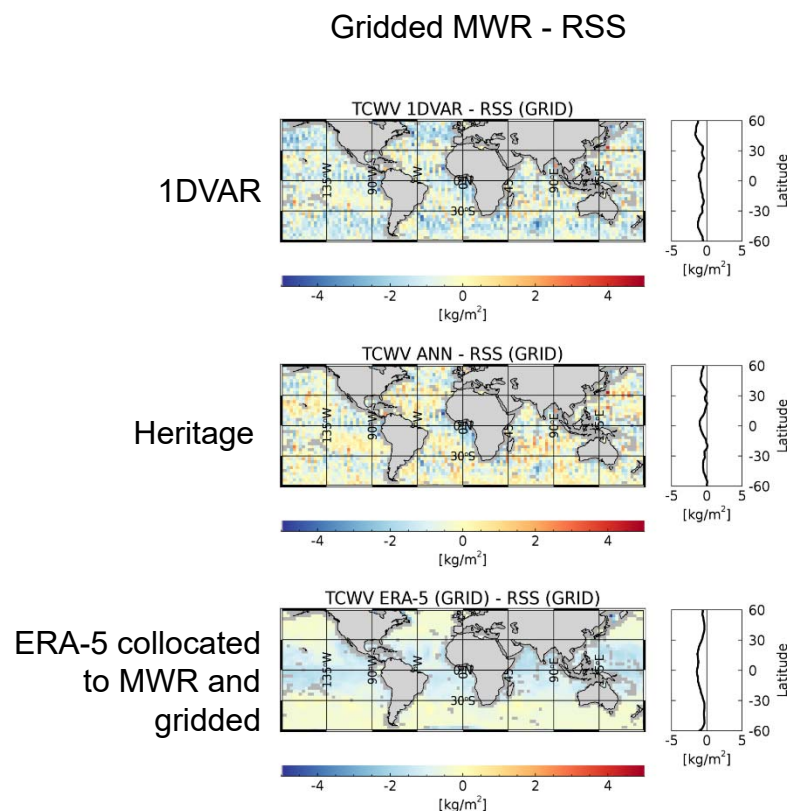 Gridded MWR - RSS
1DVAR
TCWV 1DVAR - RSS (GRID)
135°W
90°W
45°E
90°E
30°S
60
30
0
-30
-60
Latitude
-5
0
5
[kg/m²]
-4
-2
0
2
4
[kg/m²]
Heritage
TCWV ANN - RSS (GRID)
135°W
90°W
90°E
30°S
60
30
0
-30
-60
Latitude
-5
0
5
[kg/m²]
-4
-2
0
2
4
[kg/m²]
ERA-5 collocated
to MWR and
gridded
TCWV ERA-5 (GRID) - RSS (GRID)
135°W
90°W
90°E
30°S
60
30
0
-30
-60
Latitude
-5
0
5
[kg/m²]
-4
-2
0
2
4
[kg/m²]